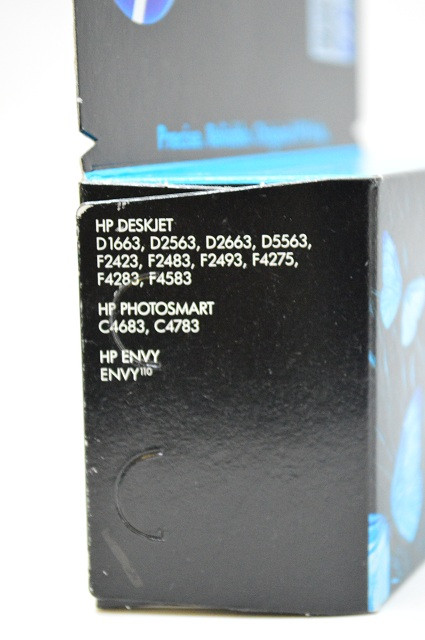 HP DESKJET
D1663, D2563, D2663, D5563,
F2423, F2483, F2493, F4275,
F4283, F4583
HP PHOTOSMART
C4683, C4783
HP ENVY
ENVY110